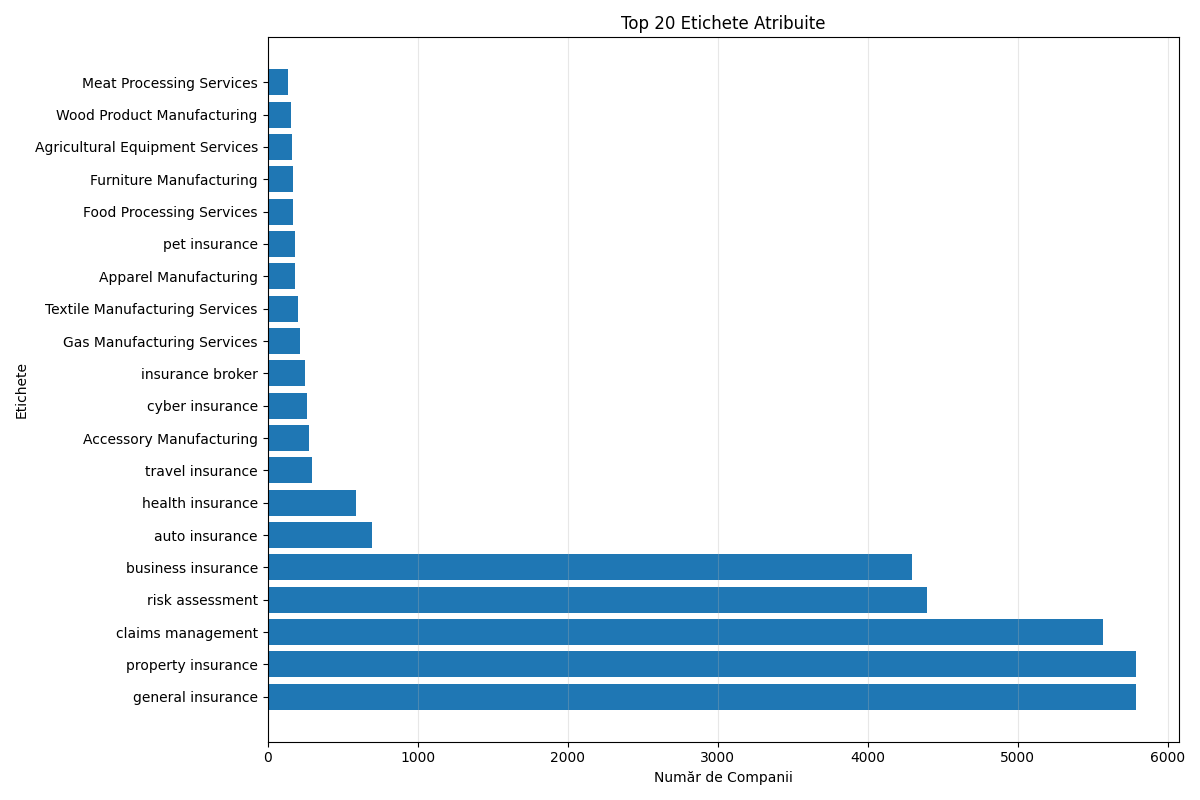 Top 20 Etichete Atribuite
Meat Processing Services
Wood Product Manufacturing
Agricultural Equipment Services
Furniture Manufacturing
Food Processing Services
pet insurance
Apparel Manufacturing
Textile Manufacturing Services
Gas Manufacturing Services
insurance broker
cyber insurance
Accessory Manufacturing
travel insurance
health insurance
auto insurance
business insurance
risk assessment
claims management
property insurance
general insurance
Etichete
0 1000 2000 3000 4000 5000 6000
Număr de Companii